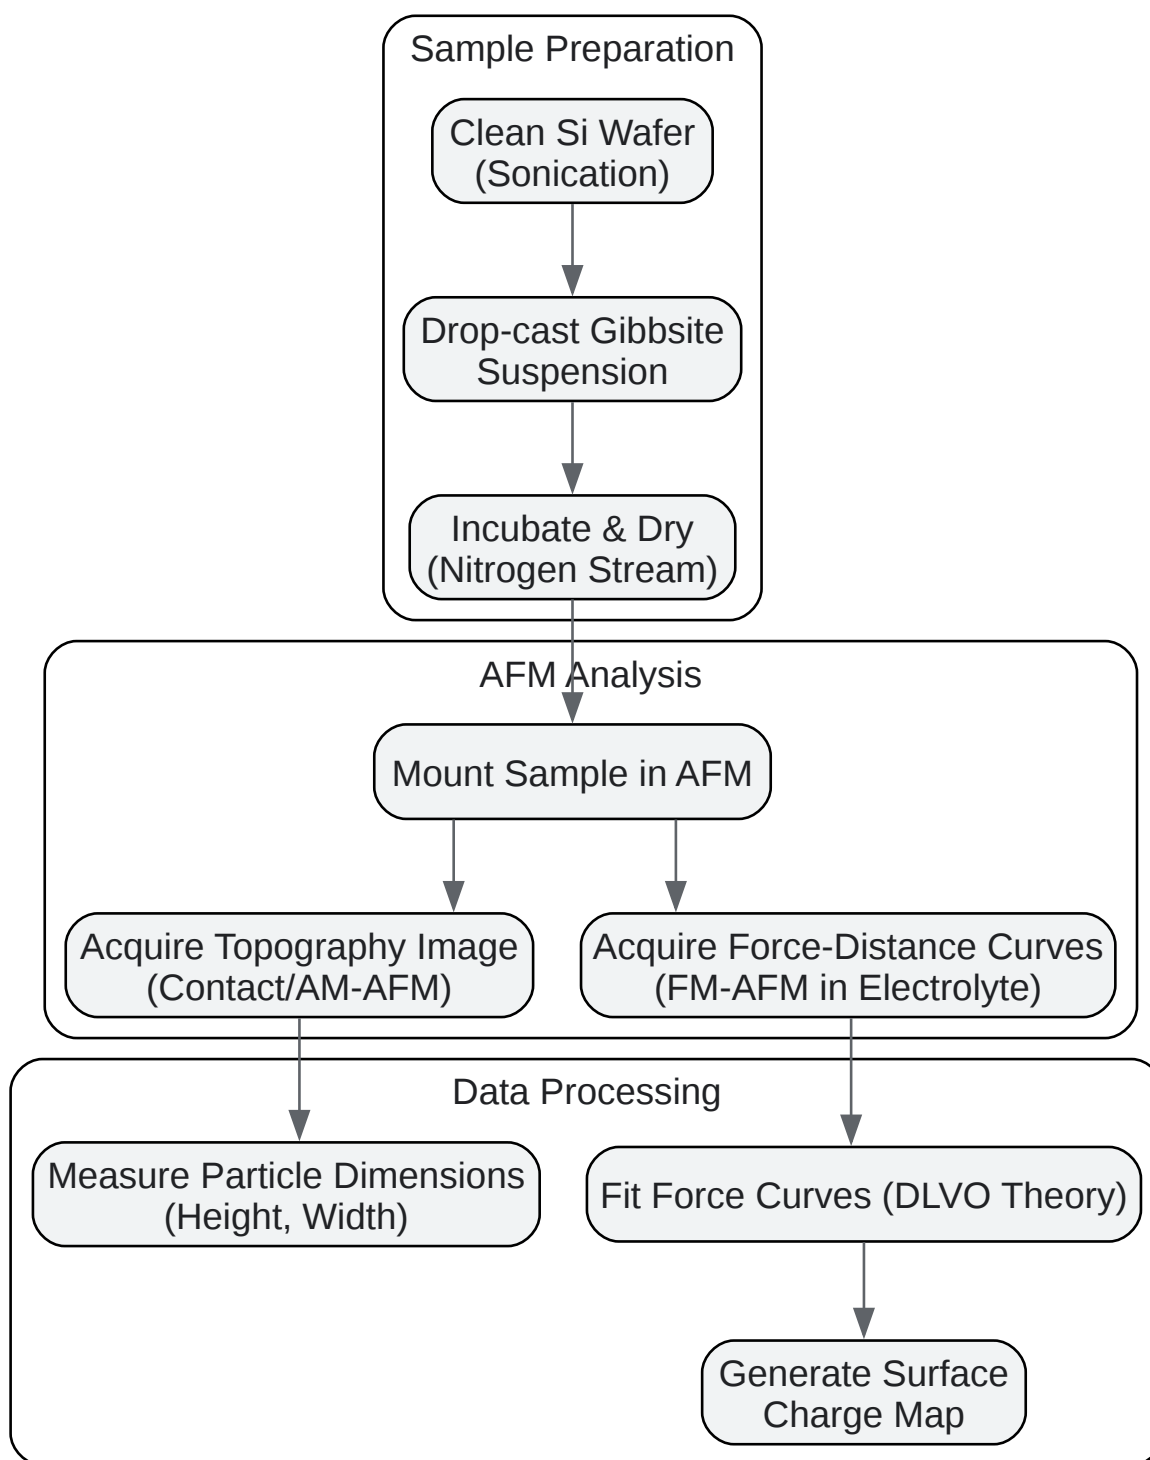 Sample Preparation
Clean Si Wafer
(Sonication)
Drop-cast Gibbsite
Suspension
Incubate & Dry
(Nitrogen Stream)
AFM Analysis
Mount Sample in AFM
Acquire Topography Image
(Contact/AM-AFM)
Acquire Force-Distance Curves
(FM-AFM in Electrolyte)
Data Processing
Measure Particle Dimensions
(Height, Width)
Fit Force Curves (DLVO Theory)
Generate Surface
Charge Map